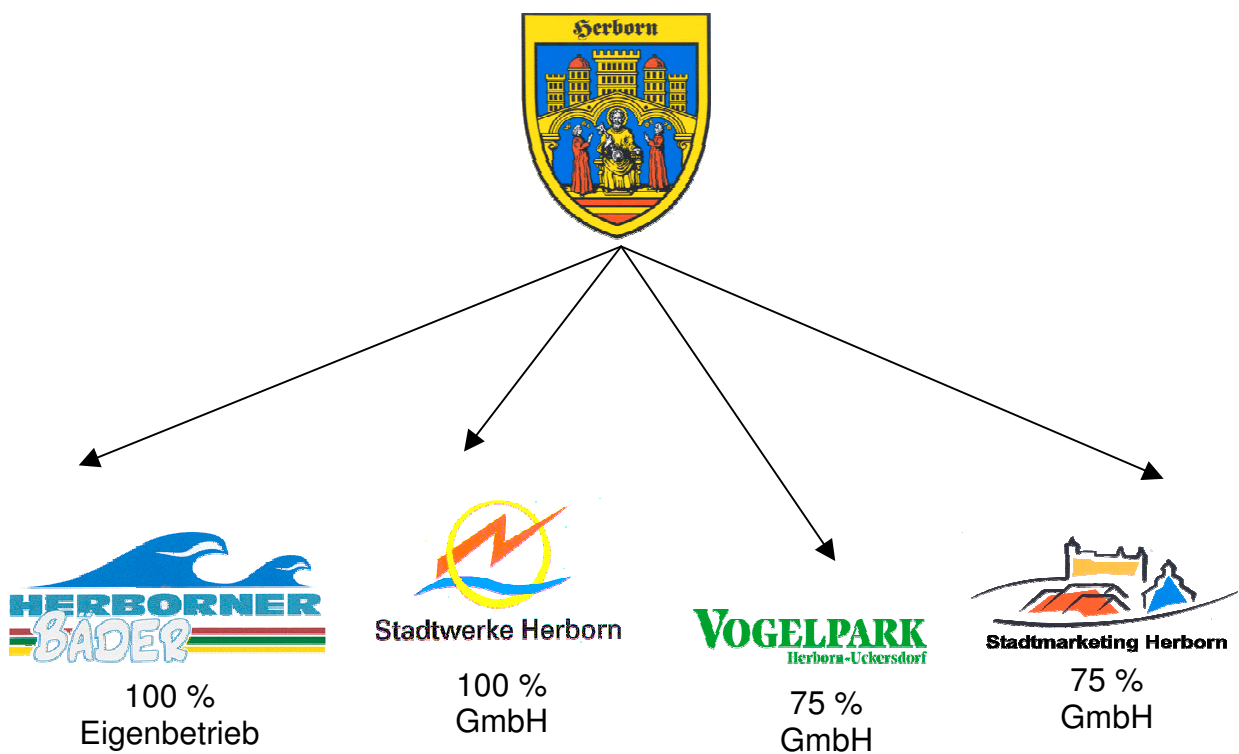 Herborn
HERBORNER
BÄDER
100 %
Eigenbetrieb
Stadtwerke Herborn
100 %
GmbH
VOGELPARK
Herborn-Uckersdorf
75 %
GmbH
Stadtmarketing Herborn
75 %
GmbH